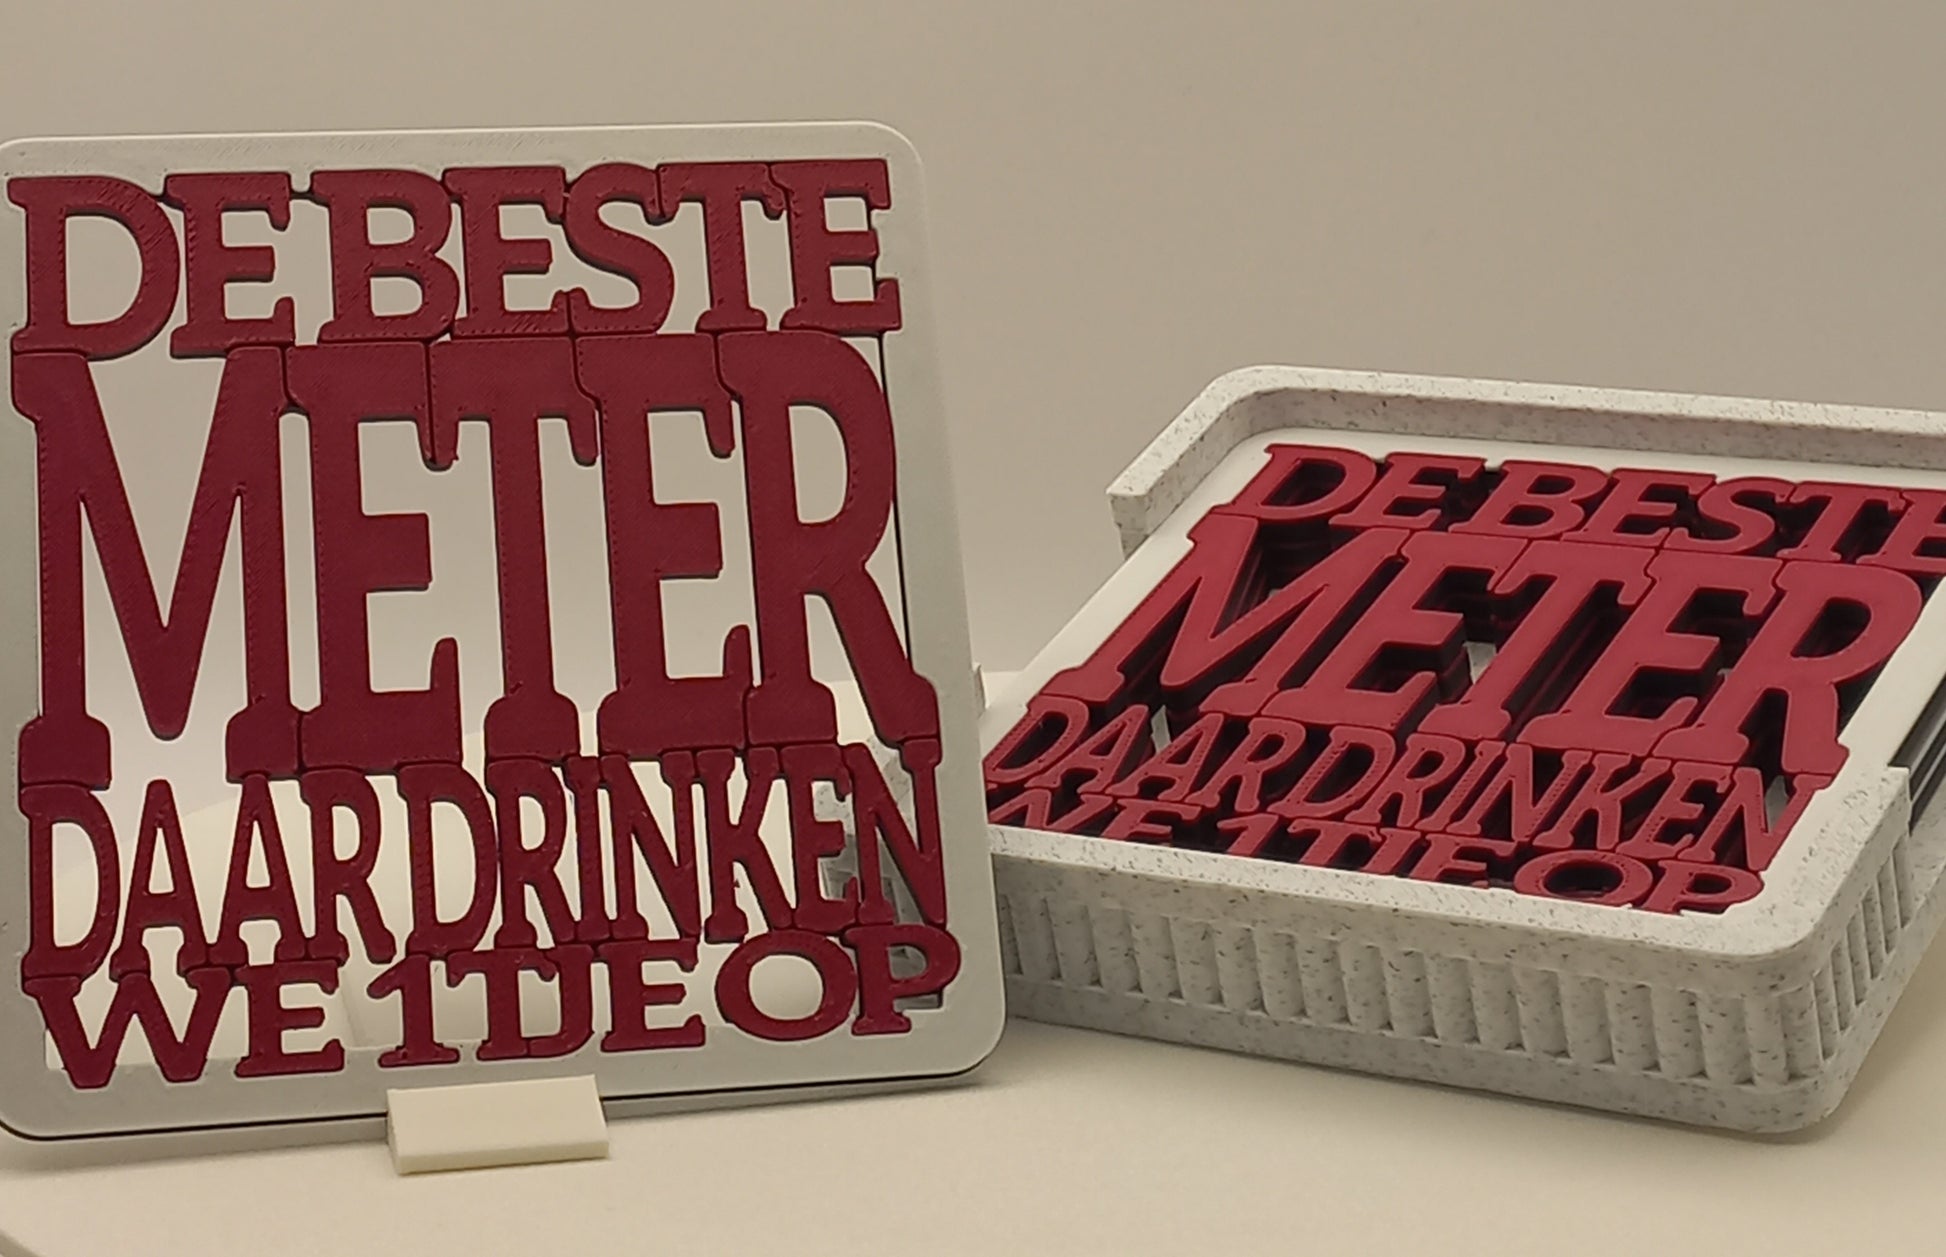 DE BESTE
METER
DAAR DRINKEN
WE 1TJE OP
DE BESTE
METER
DAAR DRINKEN
WE 1TJE OP